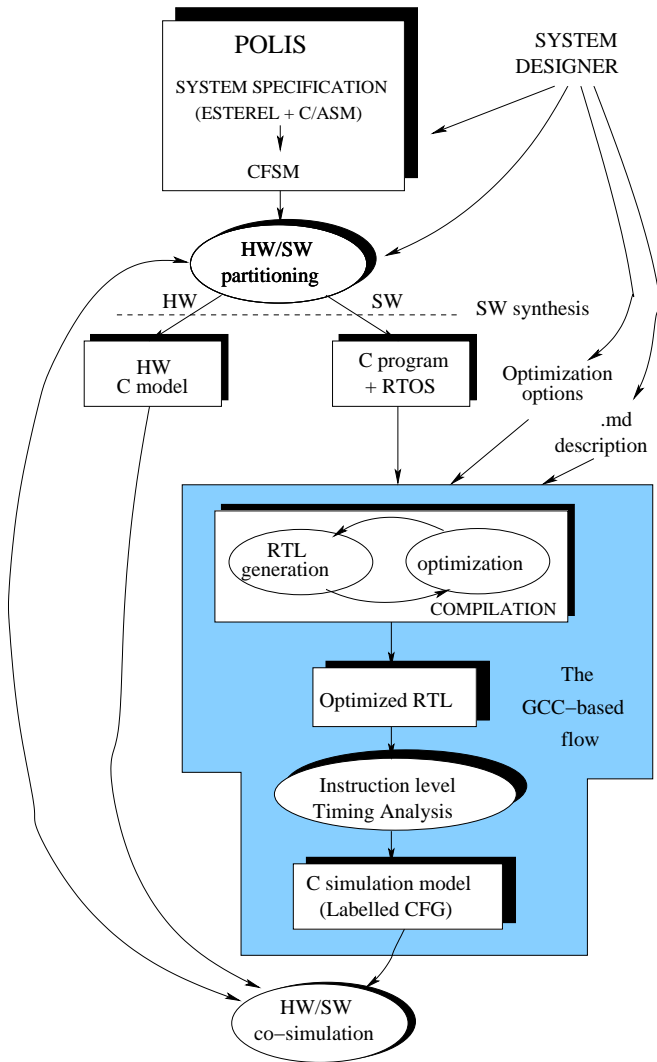 POLIS
SYSTEM SPECIFICATION
(ESTEREL + C/ASM)
CFSM
SYSTEM
DESIGNER
HW/SW
partitioning
HW
SW
SW synthesis
HW
C model
C program
+ RTOS
Optimization
options
.md
description
RTL
generation
optimization
COMPILATION
Optimized RTL
The
GCC−based
flow
Instruction level
Timing Analysis
C simulation model
(Labelled CFG)
HW/SW
co−simulation